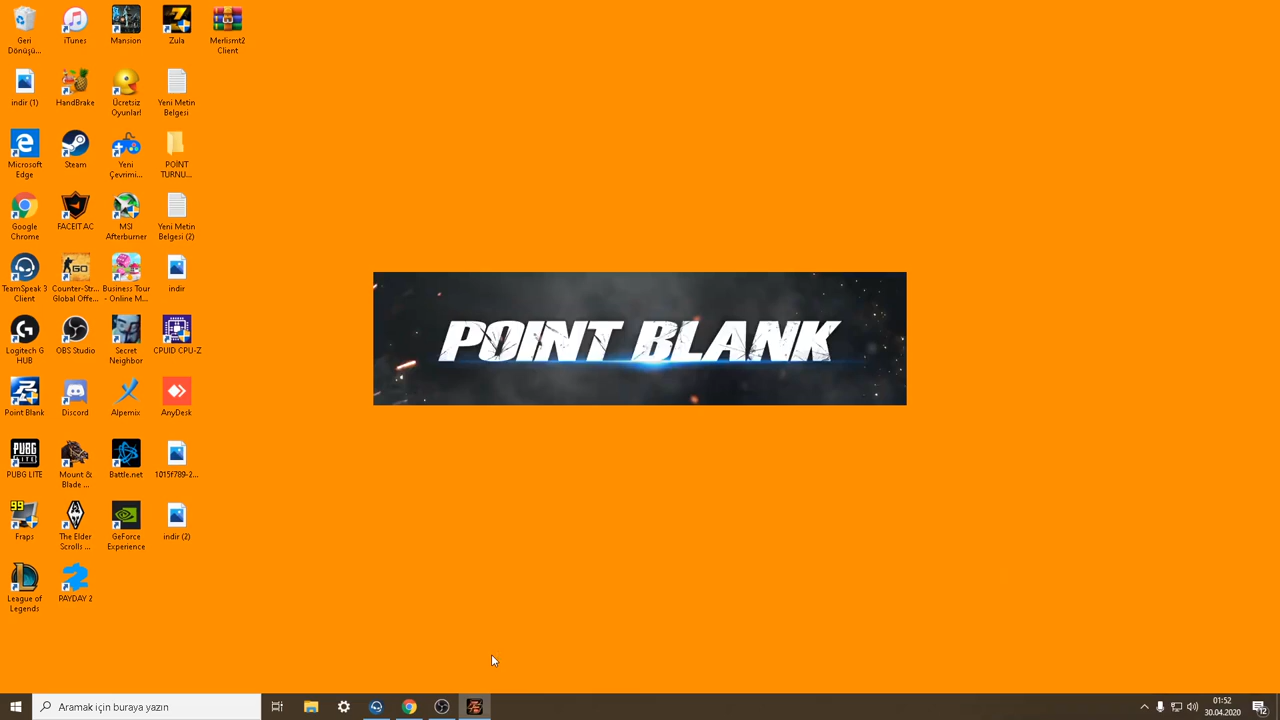 Geri
Dönüşü...
iTunes
Mansion
Zula
Merlismt2
Client
indir (1)
HandBrake
Ücretsiz
Oyunlar!
Yeni Metin
Belgesi
Microsoft
Edge
Steam
Yeni
Çevrimi...
POİNT
TURNU...
Google
Chrome
FACEIT AC
MSI
Afterburner
Yeni Metin
Belgesi (2)
TeamSpeak 3
Client
Counter-Str...
Global Offe...
Business Tour
- Online M...
indir
Logitech G
HUB
OBS Studio
Secret
Neighbor
CPUID CPU-Z
Point Blank
Discord
Alpemix
AnyDesk
PUBG LITE
Mount &
Blade ...
Battle.net
1015f789-2...
Fraps
The Elder
Scrolls ...
GeForce
Experience
indir (2)
League of
Legends
PAYDAY 2
POINT BLANK
Aramak için buraya yazın
01:52
30.04.2020
12